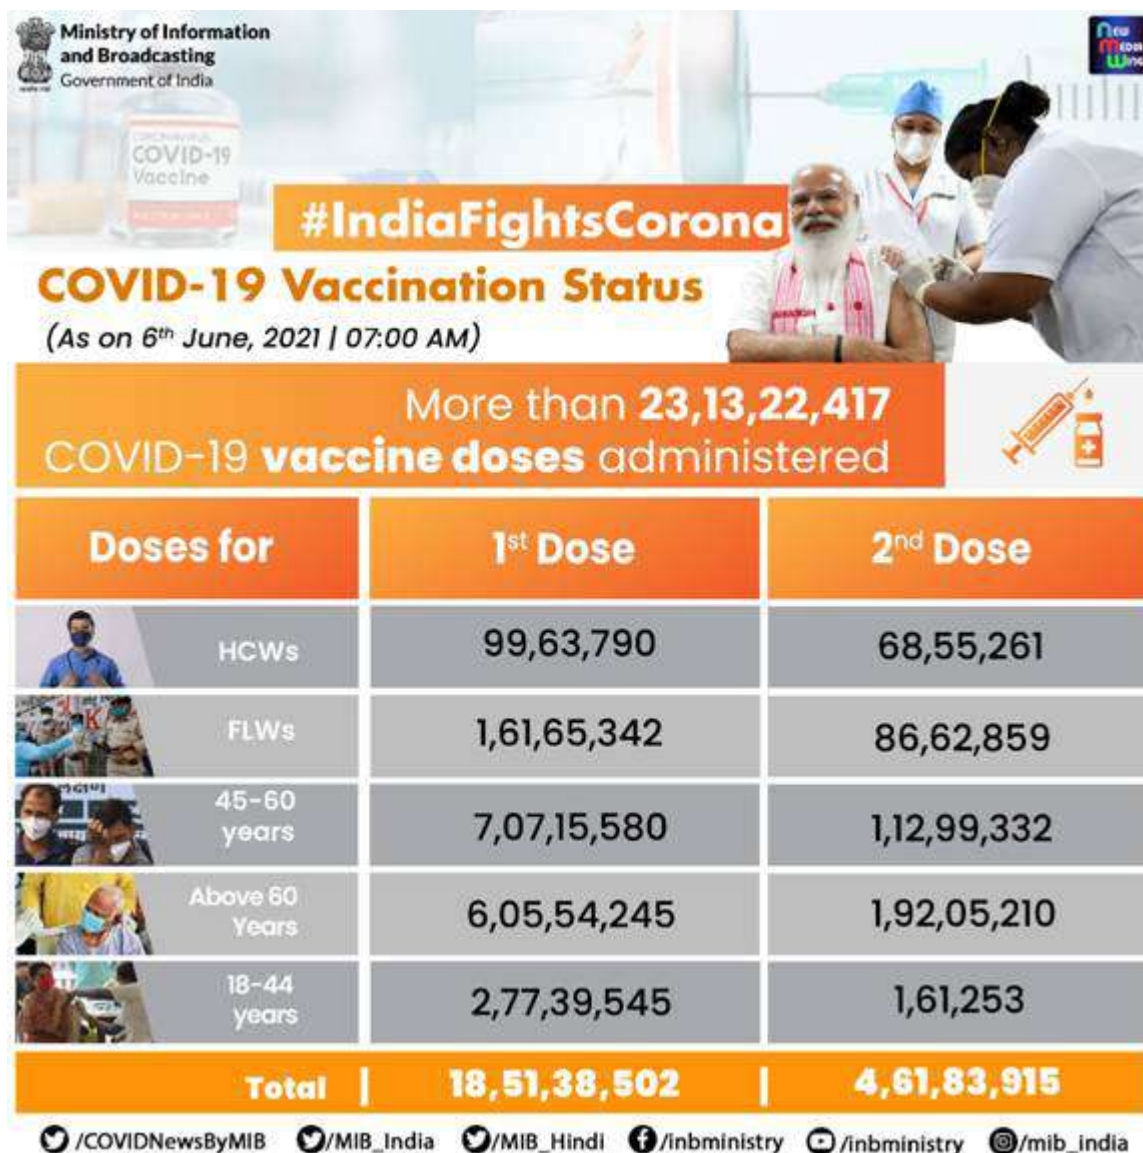 Ministry of Information
and Broadcasting
Government of India
New
Media
Wing
CORONAVIRUS
COVID-19
Vaccine
#IndiaFightsCorona
COVID-19 Vaccination Status
(As on 6th June, 2021 | 07:00 AM)
More than 23,13,22,417
COVID-19 vaccine doses administered
Doses for 1st Dose 2nd Dose
HCWs 99,63,790 68,55,261
FLWs 1,61,65,342 86,62,859
45-60
years 7,07,15,580 1,12,99,332
Above 60
Years 6,05,54,245 1,92,05,210
18-44
years 2,77,39,545 1,61,253
Total | 18,51,38,502 | 4,61,83,915
/COVIDNewsByMIB /MIB_India /MIB_Hindi /inbministry /inbministry /mib_india